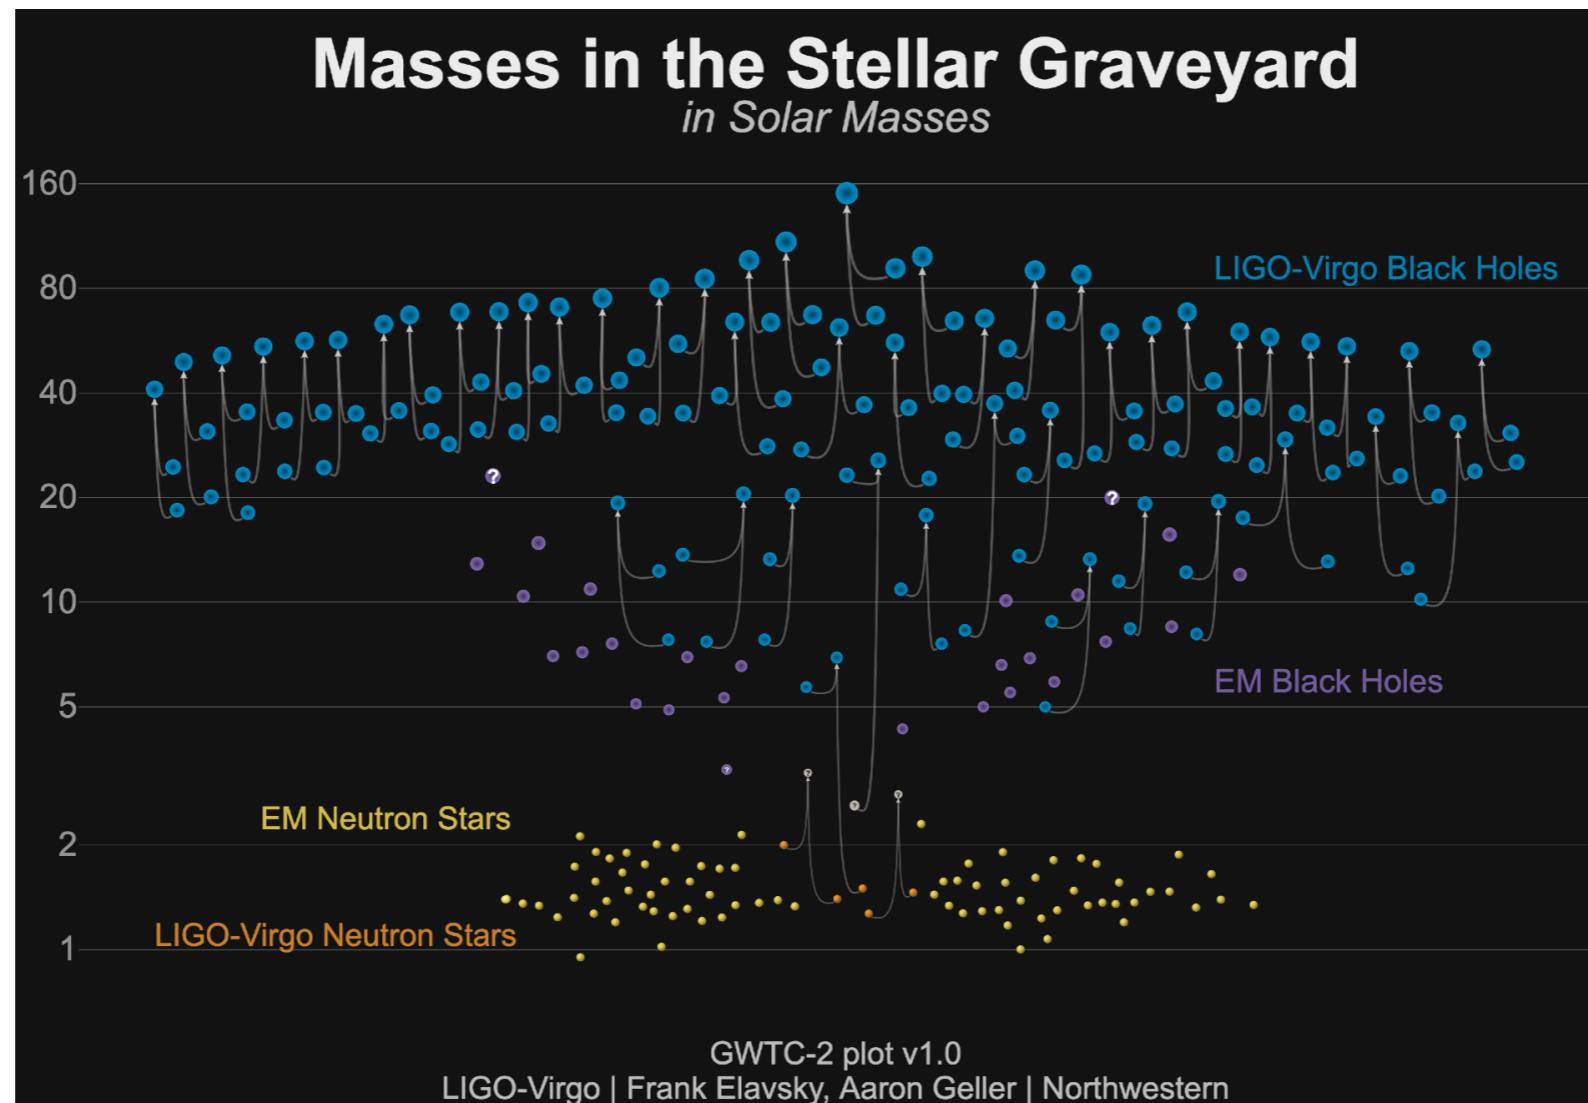 Masses in the Stellar Graveyard
in Solar Masses
160
LIGO-Virgo Black Holes
80
40
?
20
?
10
EM Black Holes
5
?
?
?
?
EM Neutron Stars
2
LIGO-Virgo Neutron Stars
1
GWTC-2 plot v1.0
LIGO-Virgo | Frank Elavsky, Aaron Geller | Northwestern